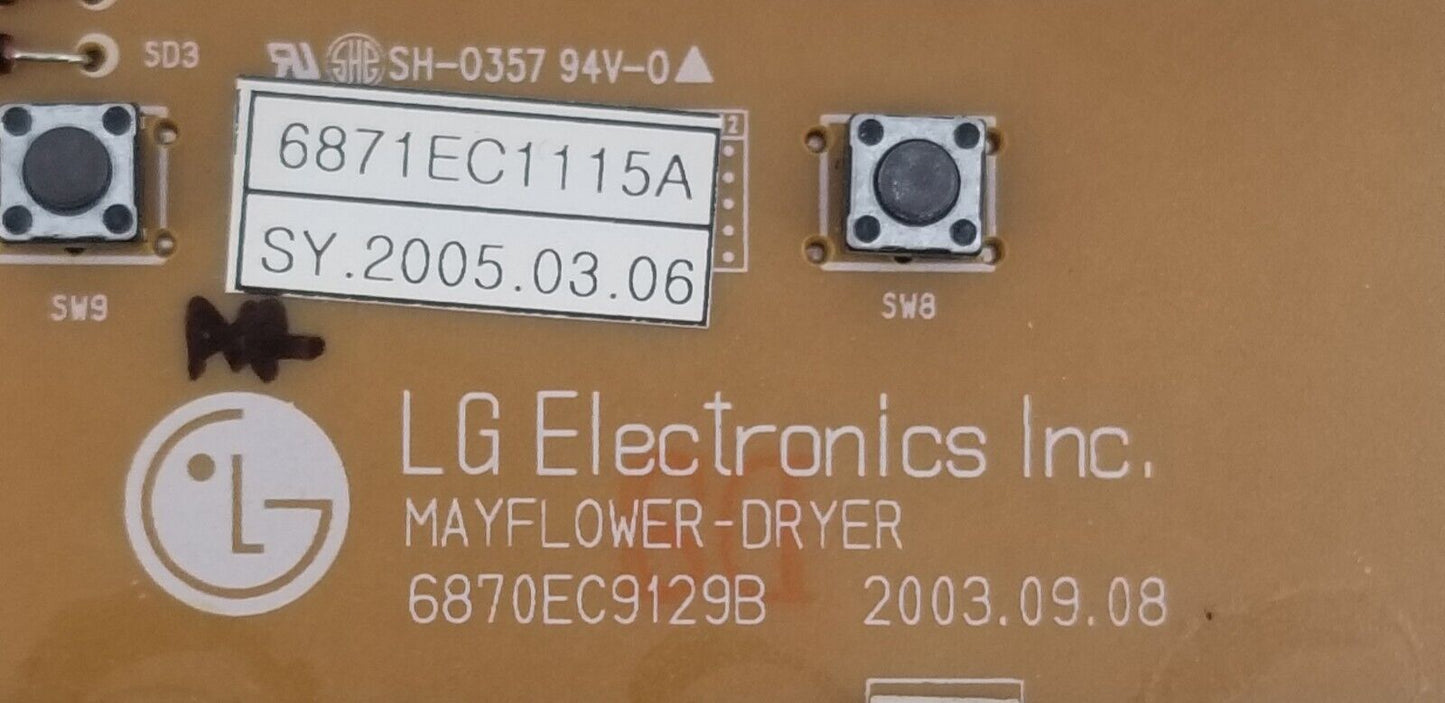 SD3
SH-0357 94V-0
2
6871EC1115A
SY.2005.03.06
SW9
SW8
LG Electronics Inc.
MAYFLOWER-DRYER
6870EC9129B 2003.09.08